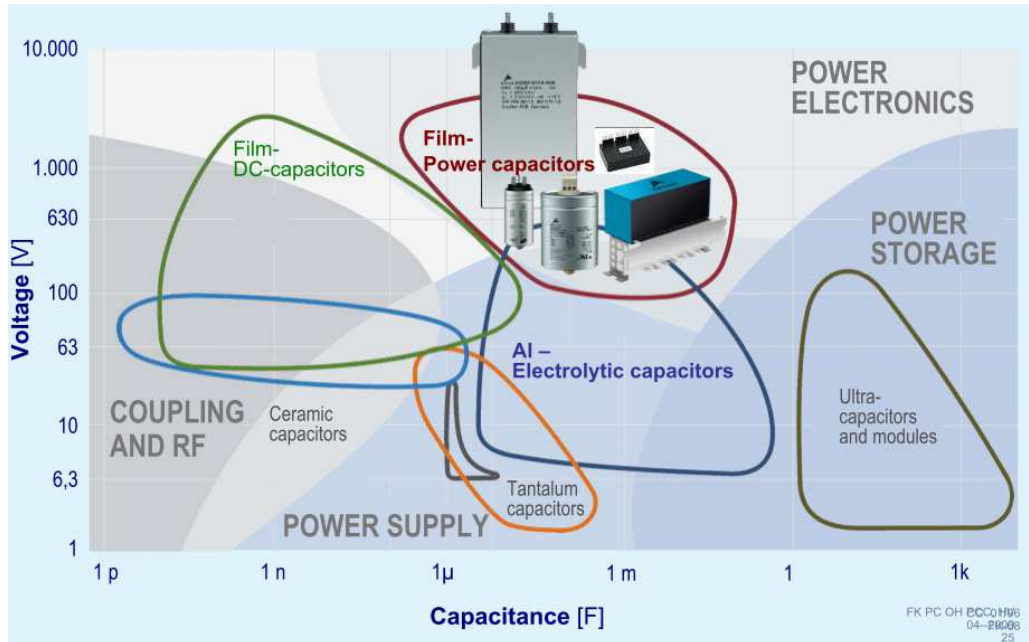 10.000
1.000
630
100
63
10
6,3
1
Voltage [V]
POWER
ELECTRONICS
Film-
DC-capacitors
Film-
Power capacitors
POWER
STORAGE
Al –
Electrolytic capacitors
COUPLING
AND RF
Ceramic
capacitors
Ultra-
capacitors
and modules
Tantalum
capacitors
POWER SUPPLY
1 p
1 n
1µ
1 m
1
1k
Capacitance [F]
FK PC OH
25